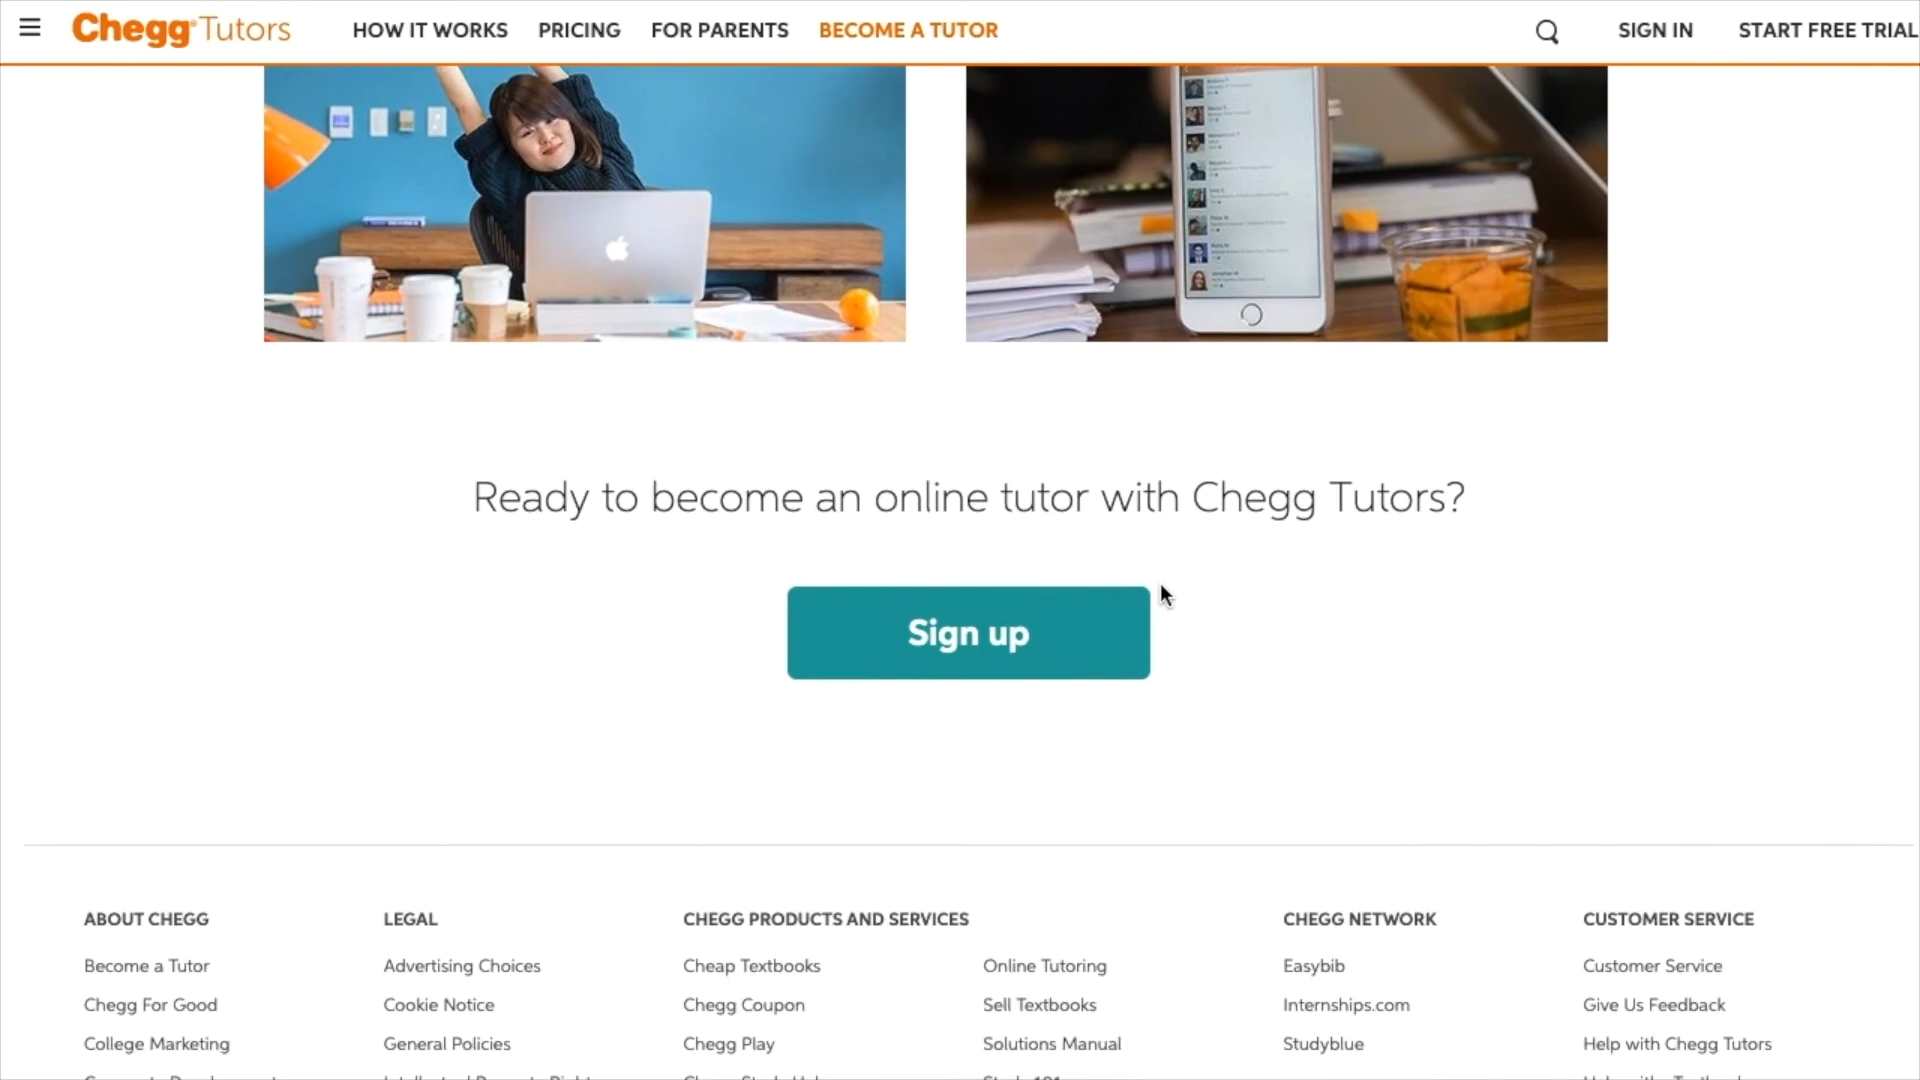 Chegg Tutors
HOW IT WORKS
PRICING
FOR PARENTS
BECOME A TUTOR
SIGN IN
START FREE TRIAL
Ready to become an online tutor with Chegg Tutors?
Sign up
ABOUT CHEGG
Become a Tutor
Chegg For Good
College Marketing
LEGAL
Advertising Choices
Cookie Notice
General Policies
CHEGG PRODUCTS AND SERVICES
Cheap Textbooks
Chegg Coupon
Chegg Play
Online Tutoring
Sell Textbooks
Solutions Manual
CHEGG NETWORK
Easybib
Internships.com
Studyblue
CUSTOMER SERVICE
Customer Service
Give Us Feedback
Help with Chegg Tutors